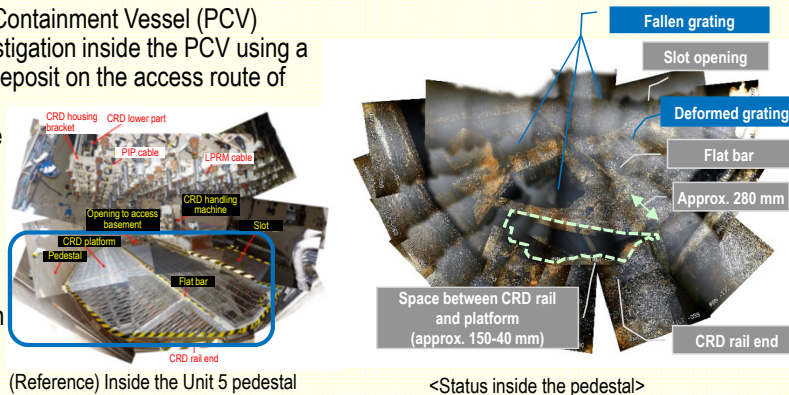 Containment Vessel (PCV)
stigation inside the PCV using a
eposit on the access route of
e
n
CRD housing
bracket
CRD lower part
PIP cable
LPRM cable
CRD handling
machine
Opening to access
basement
Slot
CRD platform
Pedestal
Flat bar
CRD rail end
(Reference) Inside the Unit 5 pedestal
Fallen grating
Slot opening
Deformed grating
Flat bar
Approx. 280 mm
Space between CRD rail
and platform
(approx. 150-40 mm)
CRD rail end
<Status inside the pedestal>